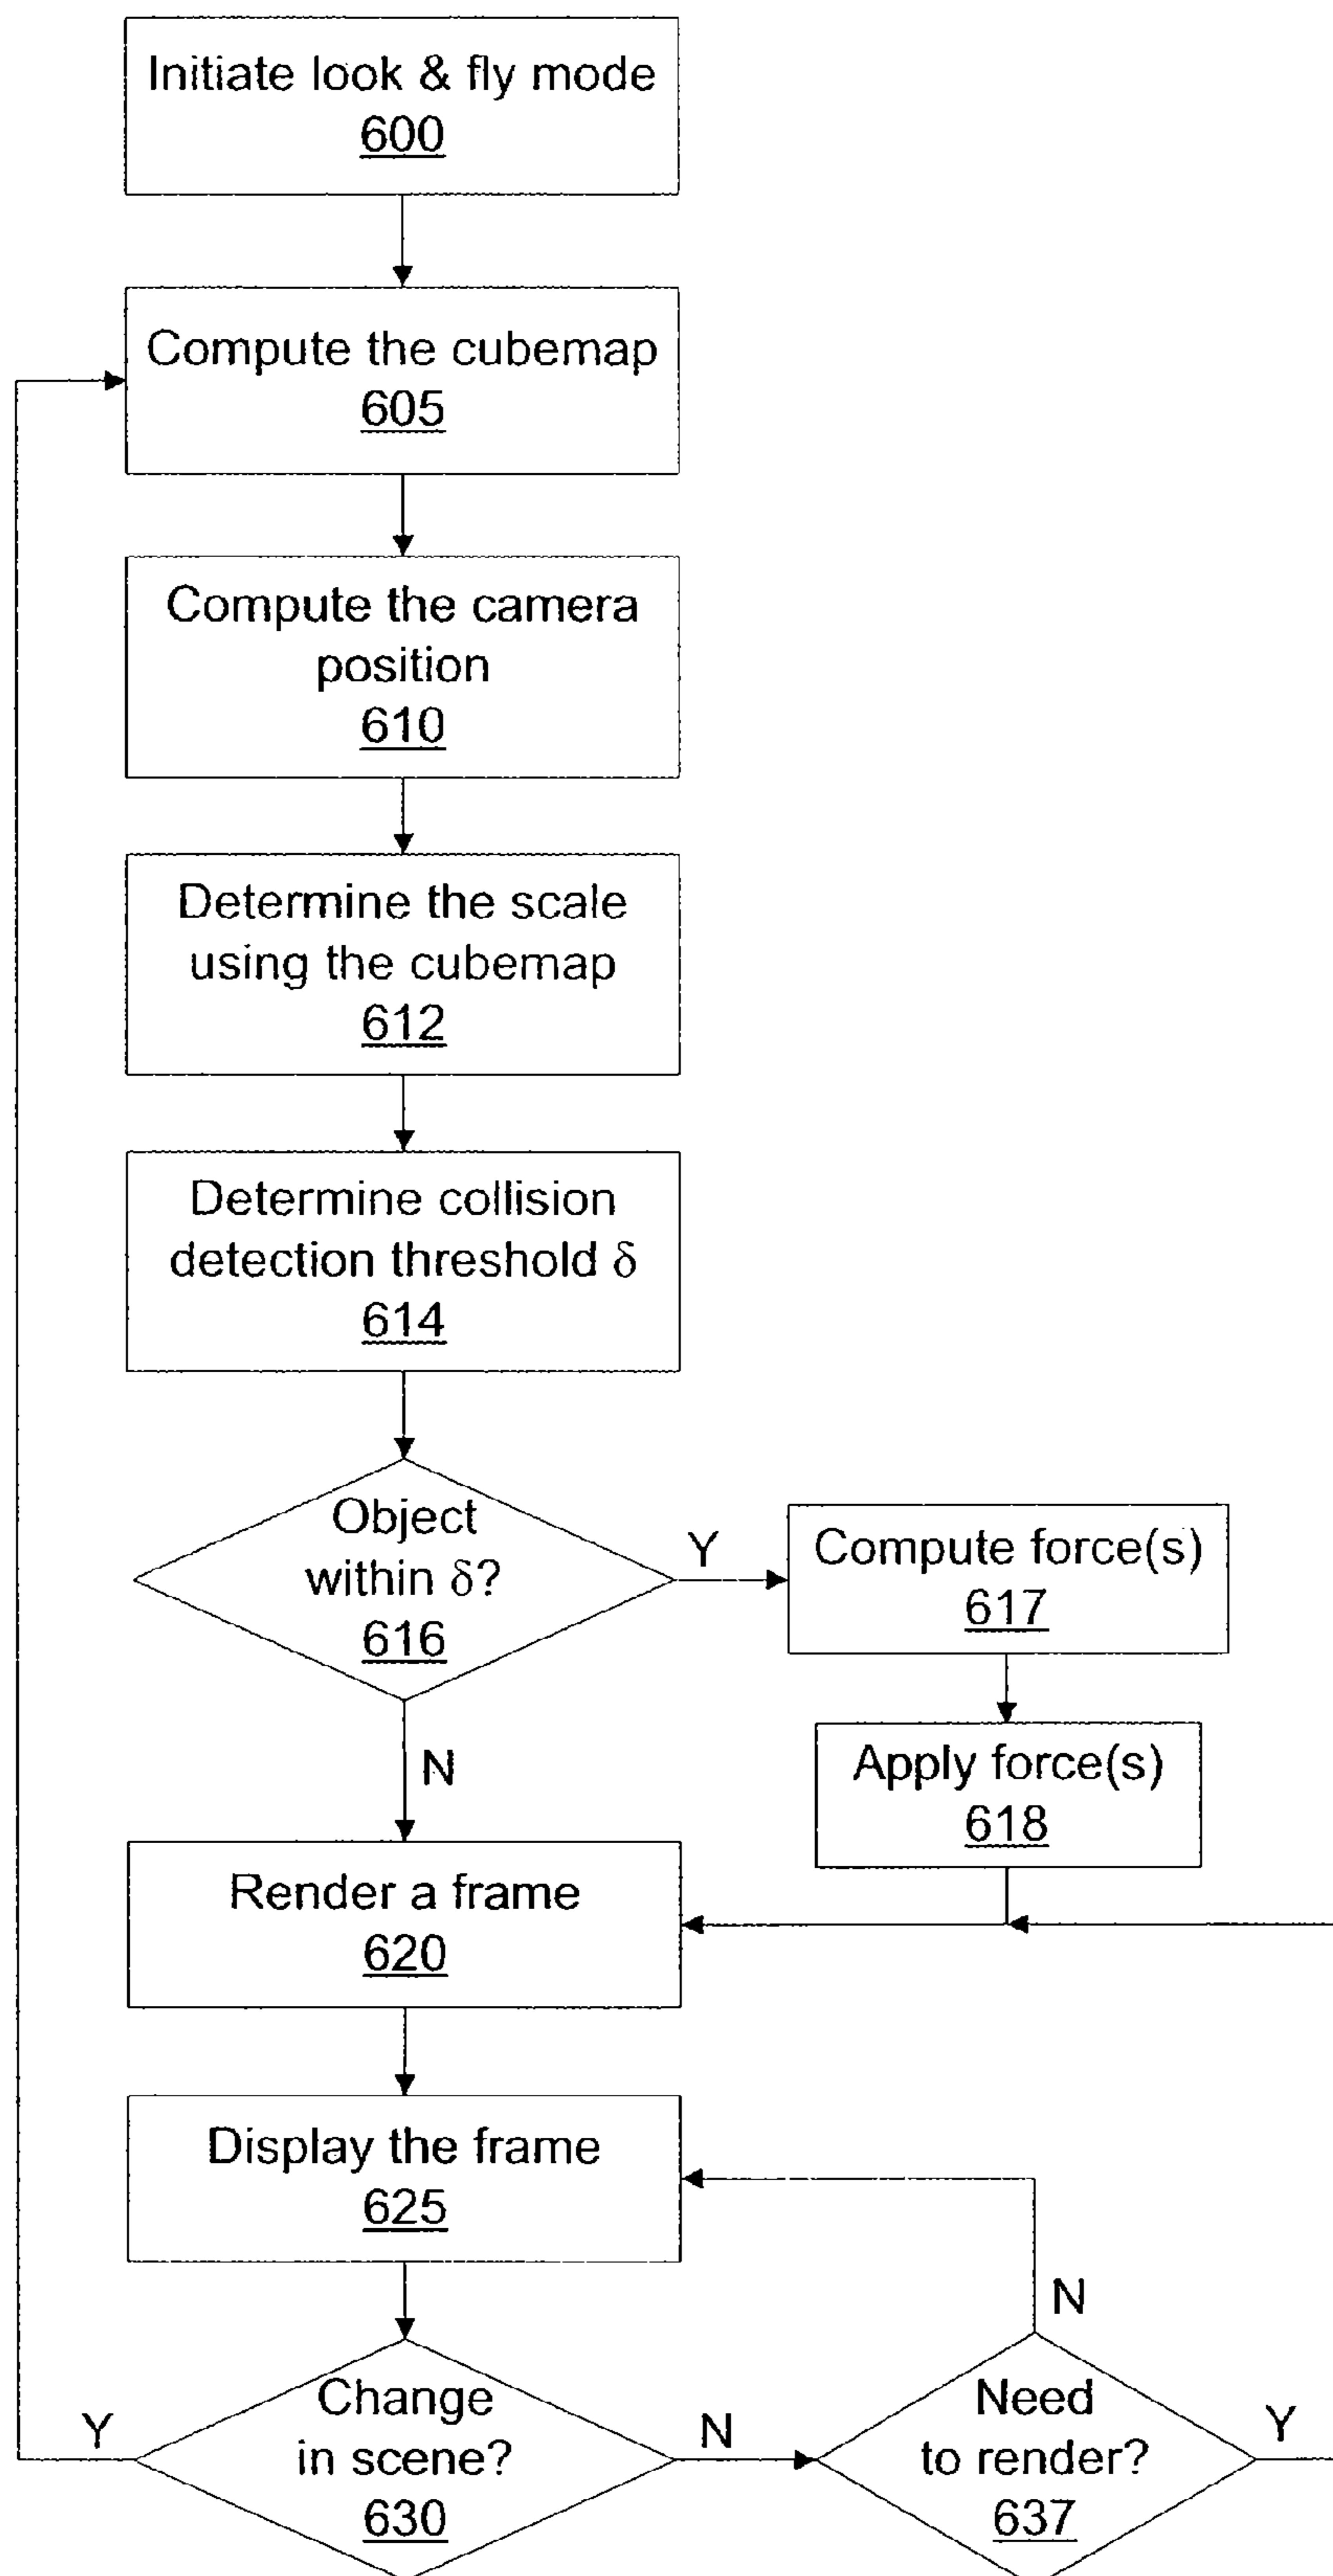 Initiate look & fly mode
600
Compute the cubemap
605
Compute the camera
position
610
Determine the scale
using the cubemap
612
Determine collision
detection threshold δ
614
Object
within δ?
616
Y
Compute force(s)
617
Apply force(s)
618
N
Render a frame
620
Display the frame
625
Change
in scene?
630
Y
N
Need
to render?
637
N
Y